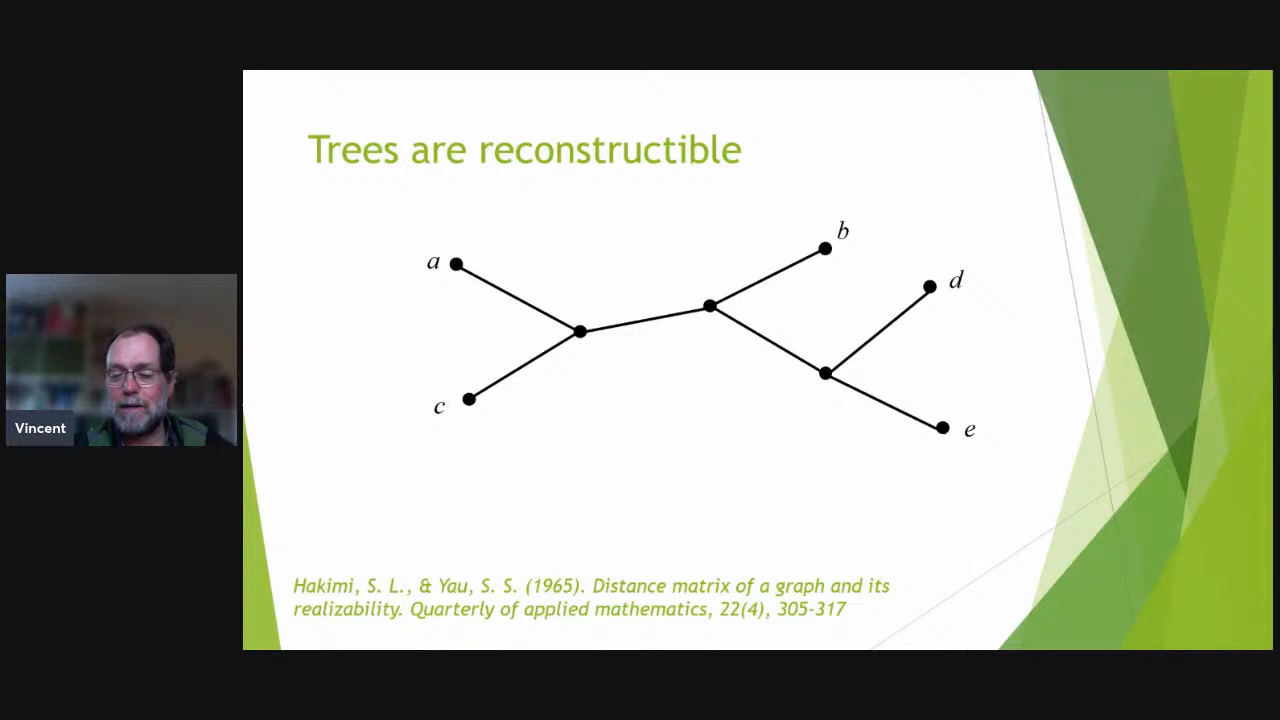 Trees are reconstructible
b
a
d
c
e
Vincent
Hakimi, S. L., & Yau, S. S. (1965). Distance matrix of a graph and its
realizability. Quarterly of applied mathematics, 22(4), 305-317